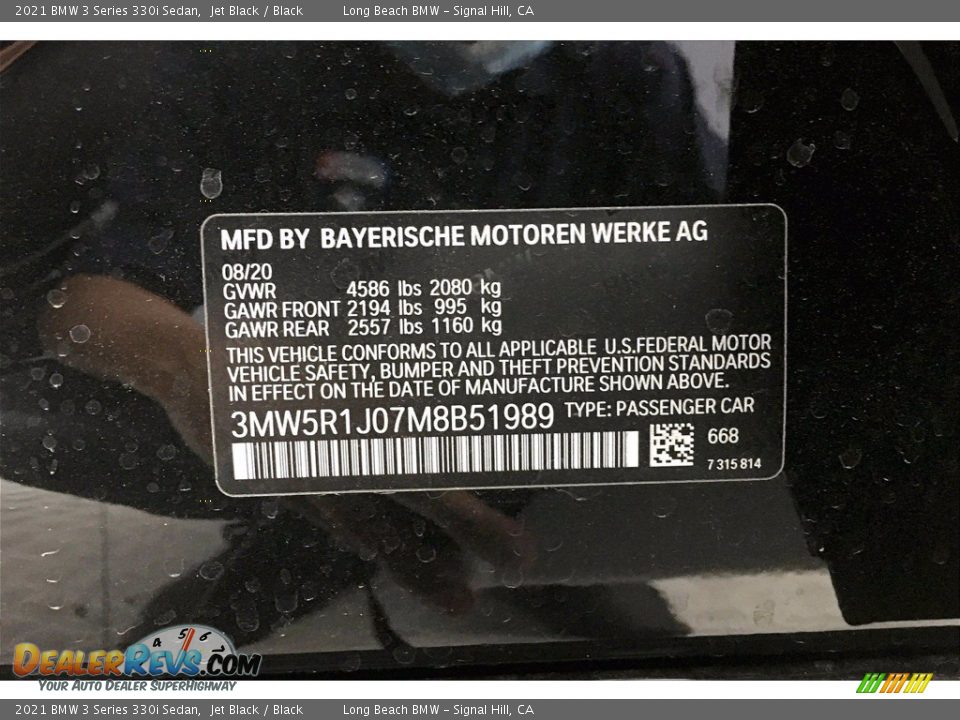 2021 BMW 3 Series 330i Sedan, Jet Black / Black Long Beach BMW – Signal Hill, CA
MFD BY BAYERISCHE MOTOREN WERKE AG
08/20
GVWR 4586 lbs 2080 kg
GAWR FRONT 2194 lbs 995 kg
GAWR REAR 2557 lbs 1160 kg
THIS VEHICLE CONFORMS TO ALL APPLICABLE U.S.FEDERAL MOTOR
VEHICLE SAFETY, BUMPER AND THEFT PREVENTION STANDARDS
IN EFFECT ON THE DATE OF MANUFACTURE SHOWN ABOVE.
3MW5R1J07M8B51989 TYPE: PASSENGER CAR
668
7 315 814
4 5 6
DEALERREVS.COM
YOUR AUTO DEALER SUPERHIGHWAY
2021 BMW 3 Series 330i Sedan, Jet Black / Black Long Beach BMW – Signal Hill, CA